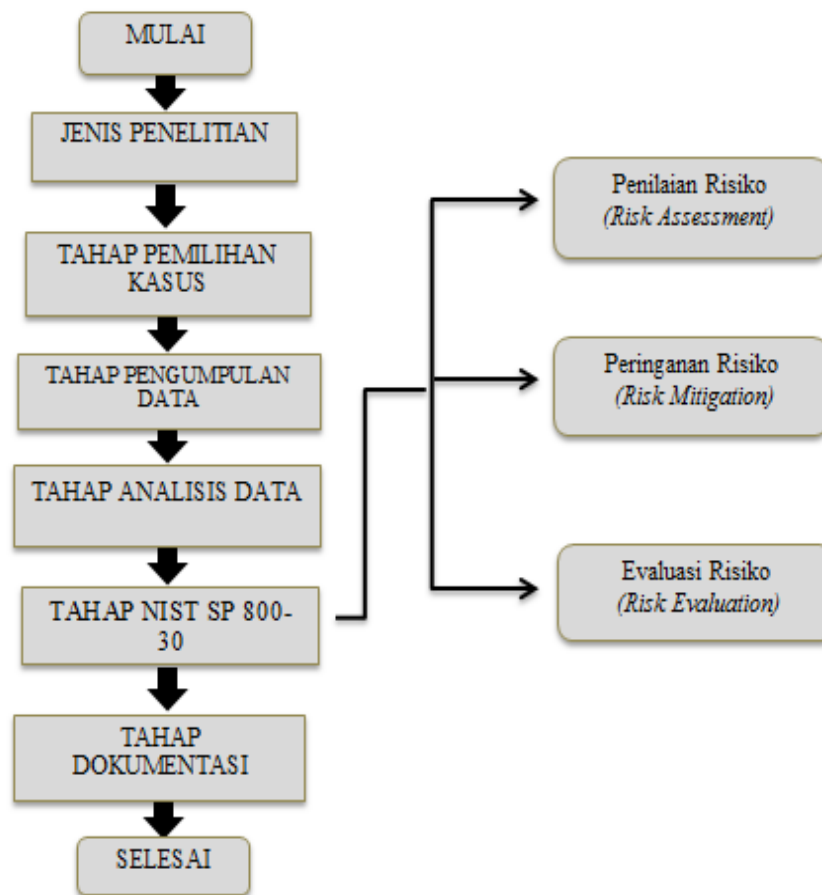 MULAI
JENIS PENELITIAN
TAHAP PEMILIHAN
KASUS
TAHAP PENGUMPULAN
DATA
TAHAP ANALISIS DATA
TAHAP NIST SP 800-
30
TAHAP
DOKUMENTASI
SELESAI
Penilaian Risiko
(Risk Assessment)
Peringanan Risiko
(Risk Mitigation)
Evaluasi Risiko
(Risk Evaluation)